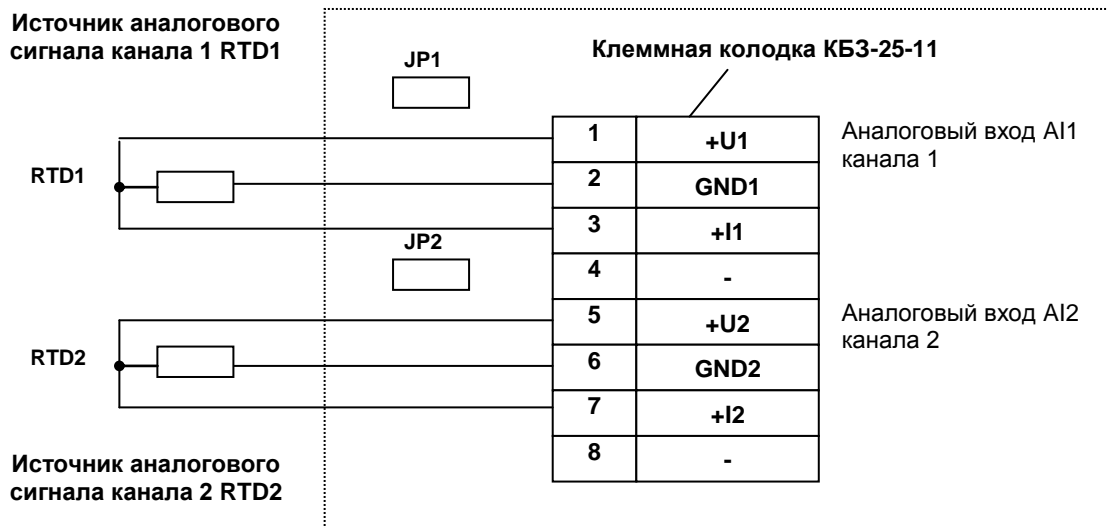 Источник аналогового
сигнала канала 1 RTD1
JP1
Клеммная колодка КБЗ-25-11
1 +U1
Аналоговый вход AI1
канала 1
RTD1
2 GND1
3 +I1
JP2
4 -
5 +U2
Аналоговый вход AI2
канала 2
RTD2
6 GND2
7 +I2
8 -
Источник аналогового
сигнала канала 2 RTD2